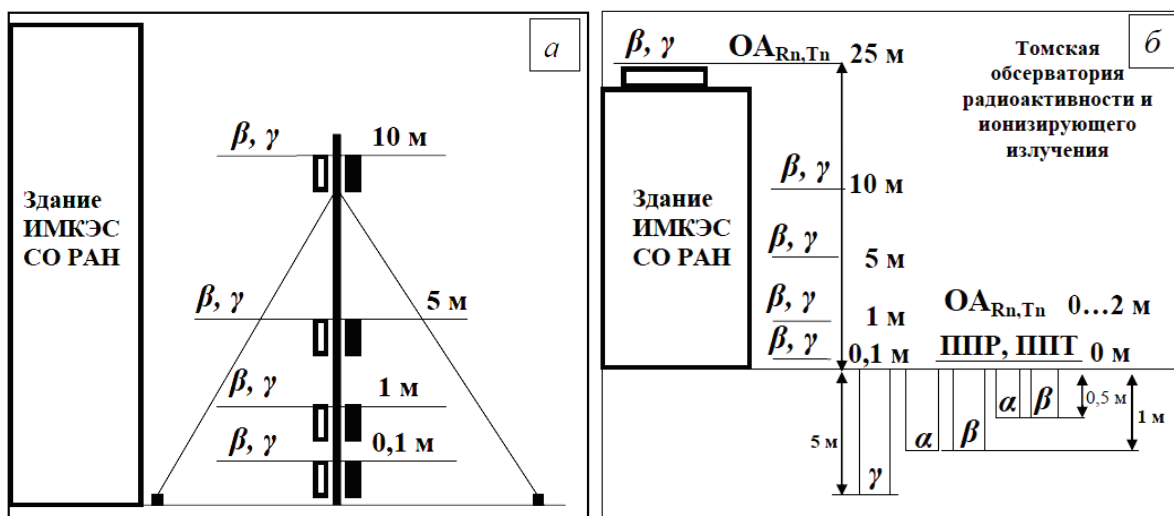 а
β, γ 10 м
Здание
ИМКЭС
СО РАН
β, γ 5 м
β, γ 1 м
β, γ 0,1 м
б
β, γ ОА_Rn,Tn 25 м
Томская
обсерватория
радиоактивности и
ионизирующего
излучения
β, γ 10 м
Здание
ИМКЭС
СО РАН
β, γ 5 м
β, γ 1 м
ОА_Rn,Tn 0…2 м
β, γ 0,1 м
ППР, ППТ 0 м
α β 0,5 м
1 м
5 м
α β
γ